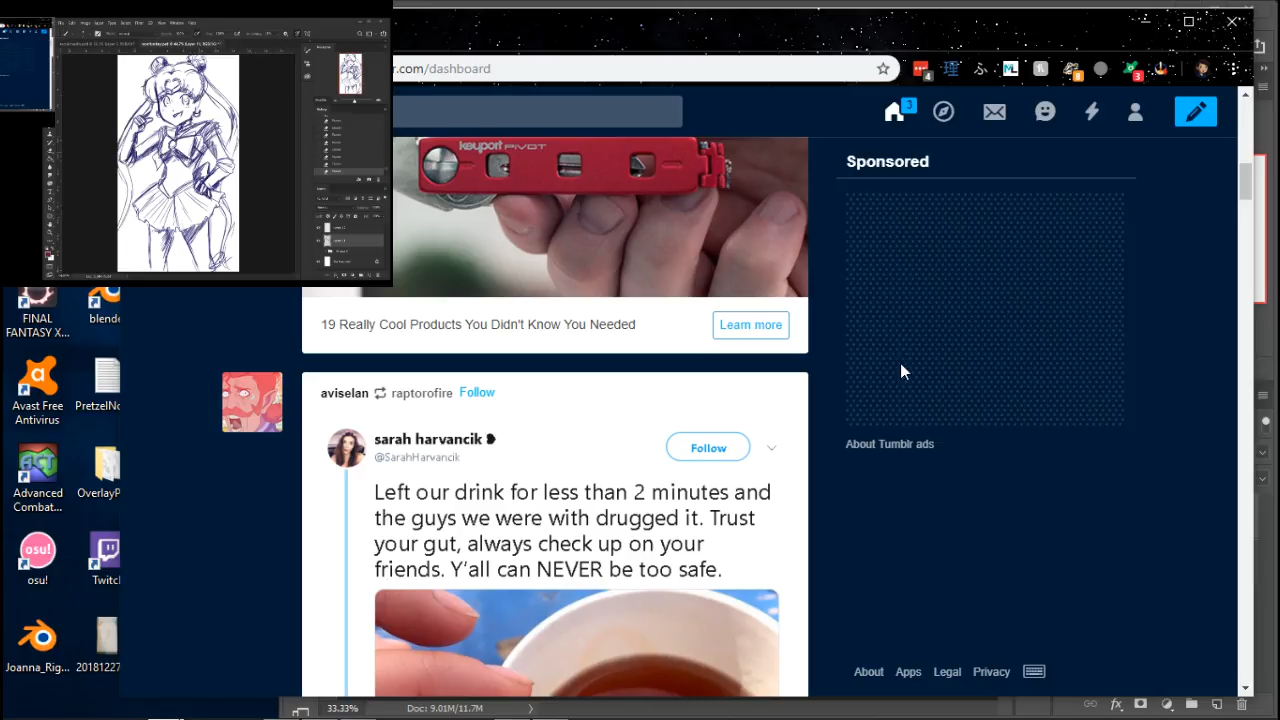 r.com/dashboard
4
8
3
3
keyport PIVOT
Sponsored
19 Really Cool Products You Didn't Know You Needed
Learn more
About Tumblr ads
aviselan raptorofire Follow
sarah harvancik
@SarahHarvancik
Follow
Left our drink for less than 2 minutes and
the guys we were with drugged it. Trust
your gut, always check up on your
friends. Y'all can NEVER be too safe.
About Apps Legal Privacy
FINAL
FANTASY X...
blende
Avast Free
Antivirus
PretzelNo
Advanced
Combat...
OverlayP
osu!
Twitch
Joanna_Rig...
20181227
33.33% Doc: 9.01M/11.7M